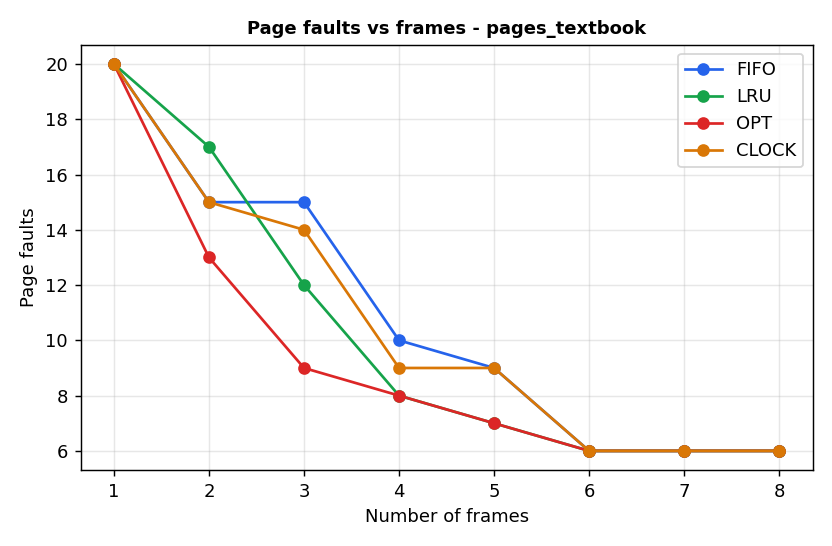 Page faults vs frames - pages_textbook
FIFO
LRU
OPT
CLOCK
Page faults
20
18
16
14
12
10
8
6
1 2 3 4 5 6 7 8
Number of frames